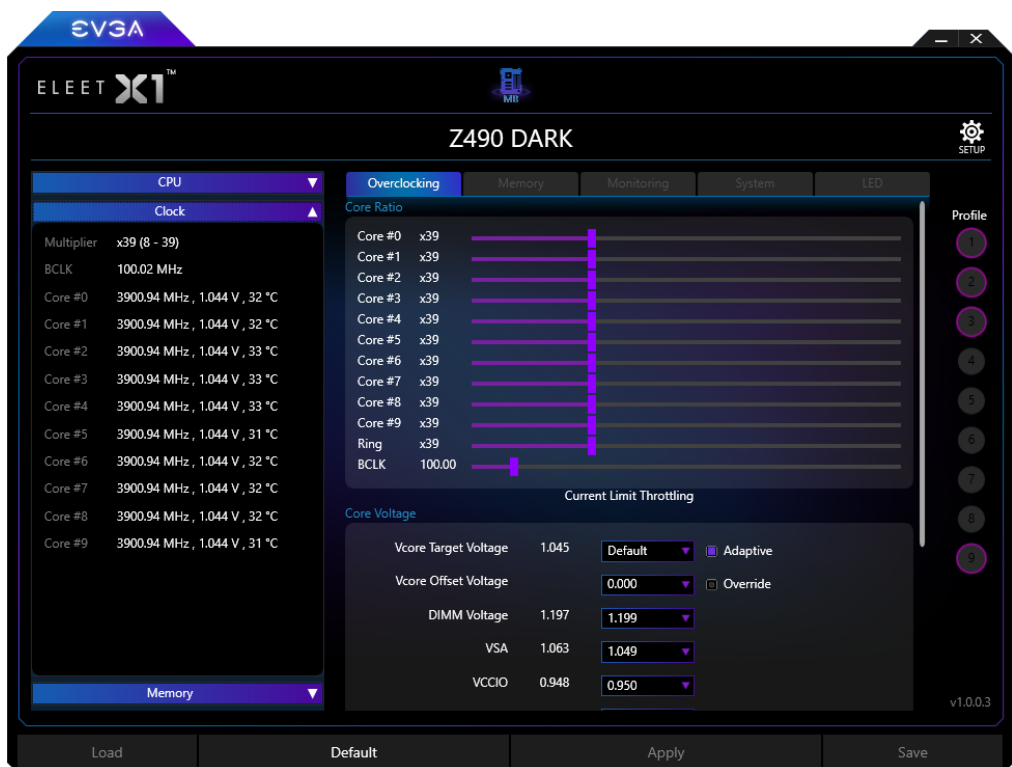 EVGA
ELEET X1™
MB
Z490 DARK
SETUP
CPU
Clock
Multiplier x39 (8 - 39)
BCLK 100.02 MHz
Core #0 3900.94 MHz , 1.044 V , 32 °C
Core #1 3900.94 MHz , 1.044 V , 32 °C
Core #2 3900.94 MHz , 1.044 V , 33 °C
Core #3 3900.94 MHz , 1.044 V , 33 °C
Core #4 3900.94 MHz , 1.044 V , 33 °C
Core #5 3900.94 MHz , 1.044 V , 31 °C
Core #6 3900.94 MHz , 1.044 V , 32 °C
Core #7 3900.94 MHz , 1.044 V , 32 °C
Core #8 3900.94 MHz , 1.044 V , 32 °C
Core #9 3900.94 MHz , 1.044 V , 31 °C
Memory
Overclocking Memory Monitoring System LED
Core Ratio
Core #0 x39
Core #1 x39
Core #2 x39
Core #3 x39
Core #4 x39
Core #5 x39
Core #6 x39
Core #7 x39
Core #8 x39
Core #9 x39
Ring x39
BCLK 100.00
Current Limit Throttling
Core Voltage
Vcore Target Voltage 1.045 Default Adaptive
Vcore Offset Voltage 0.000 Override
DIMM Voltage 1.197 1.199
VSA 1.063 1.049
VCCIO 0.948 0.950
Profile
1
2
3
4
5
6
7
8
9
v1.0.0.3
Load Default Apply Save